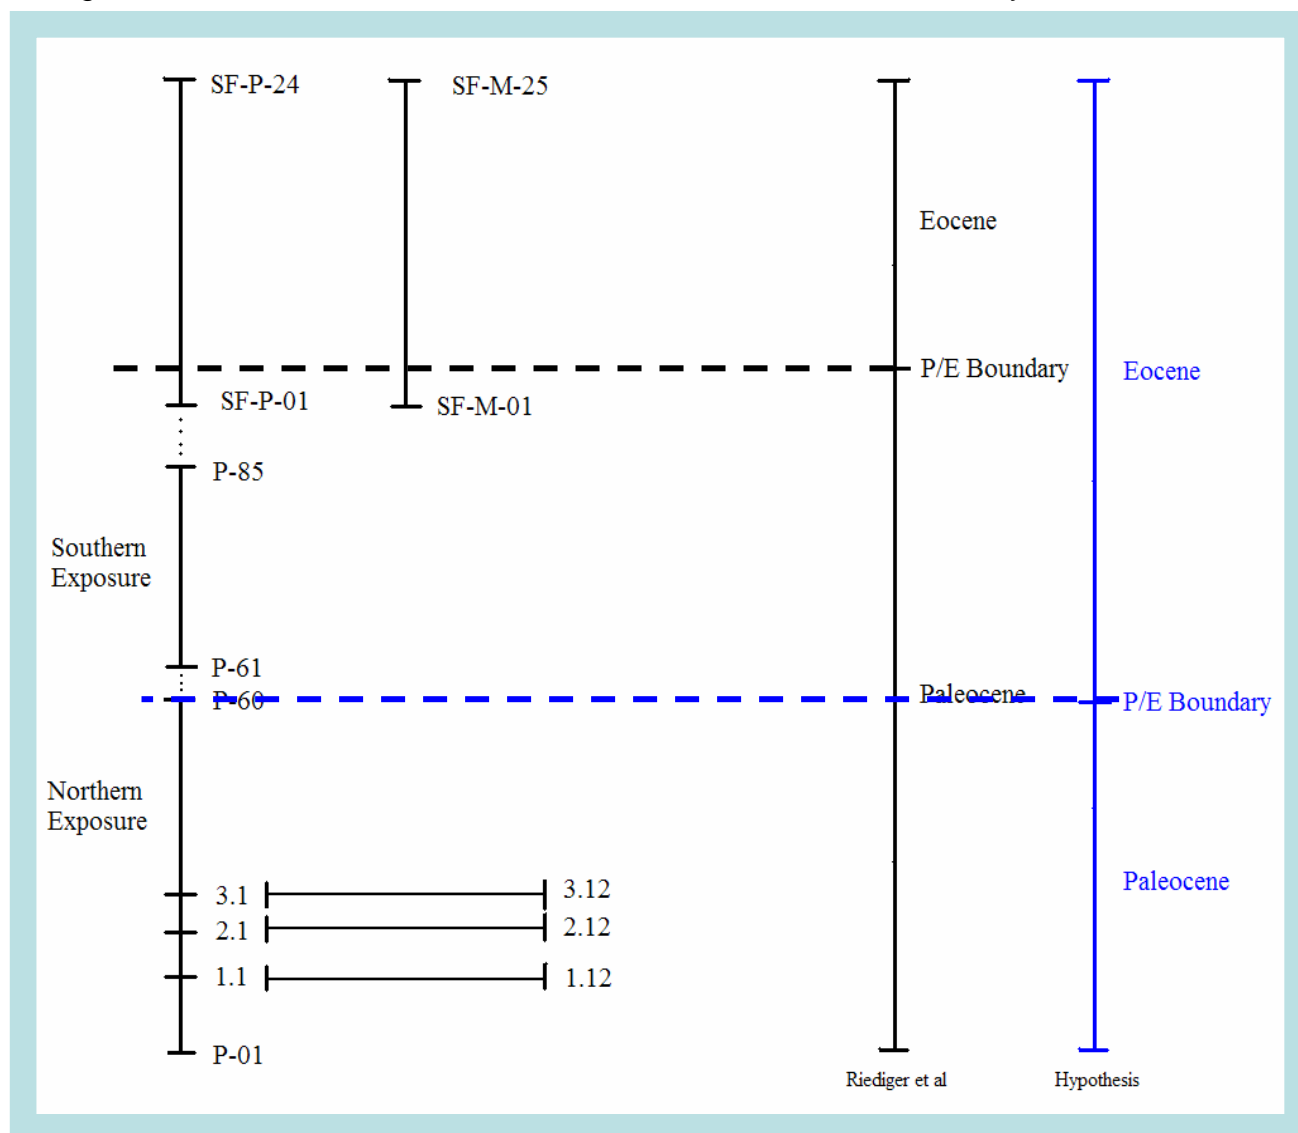 SF-P-24
SF-M-25
Eocene
P/E Boundary
Eocene
SF-P-01
SF-M-01
P-85
Southern
Exposure
P-61
P-60
Paleocene
P/E Boundary
Northern
Exposure
3.1
3.12
2.1
2.12
1.1
1.12
Paleocene
P-01
Riediger et al
Hypothesis